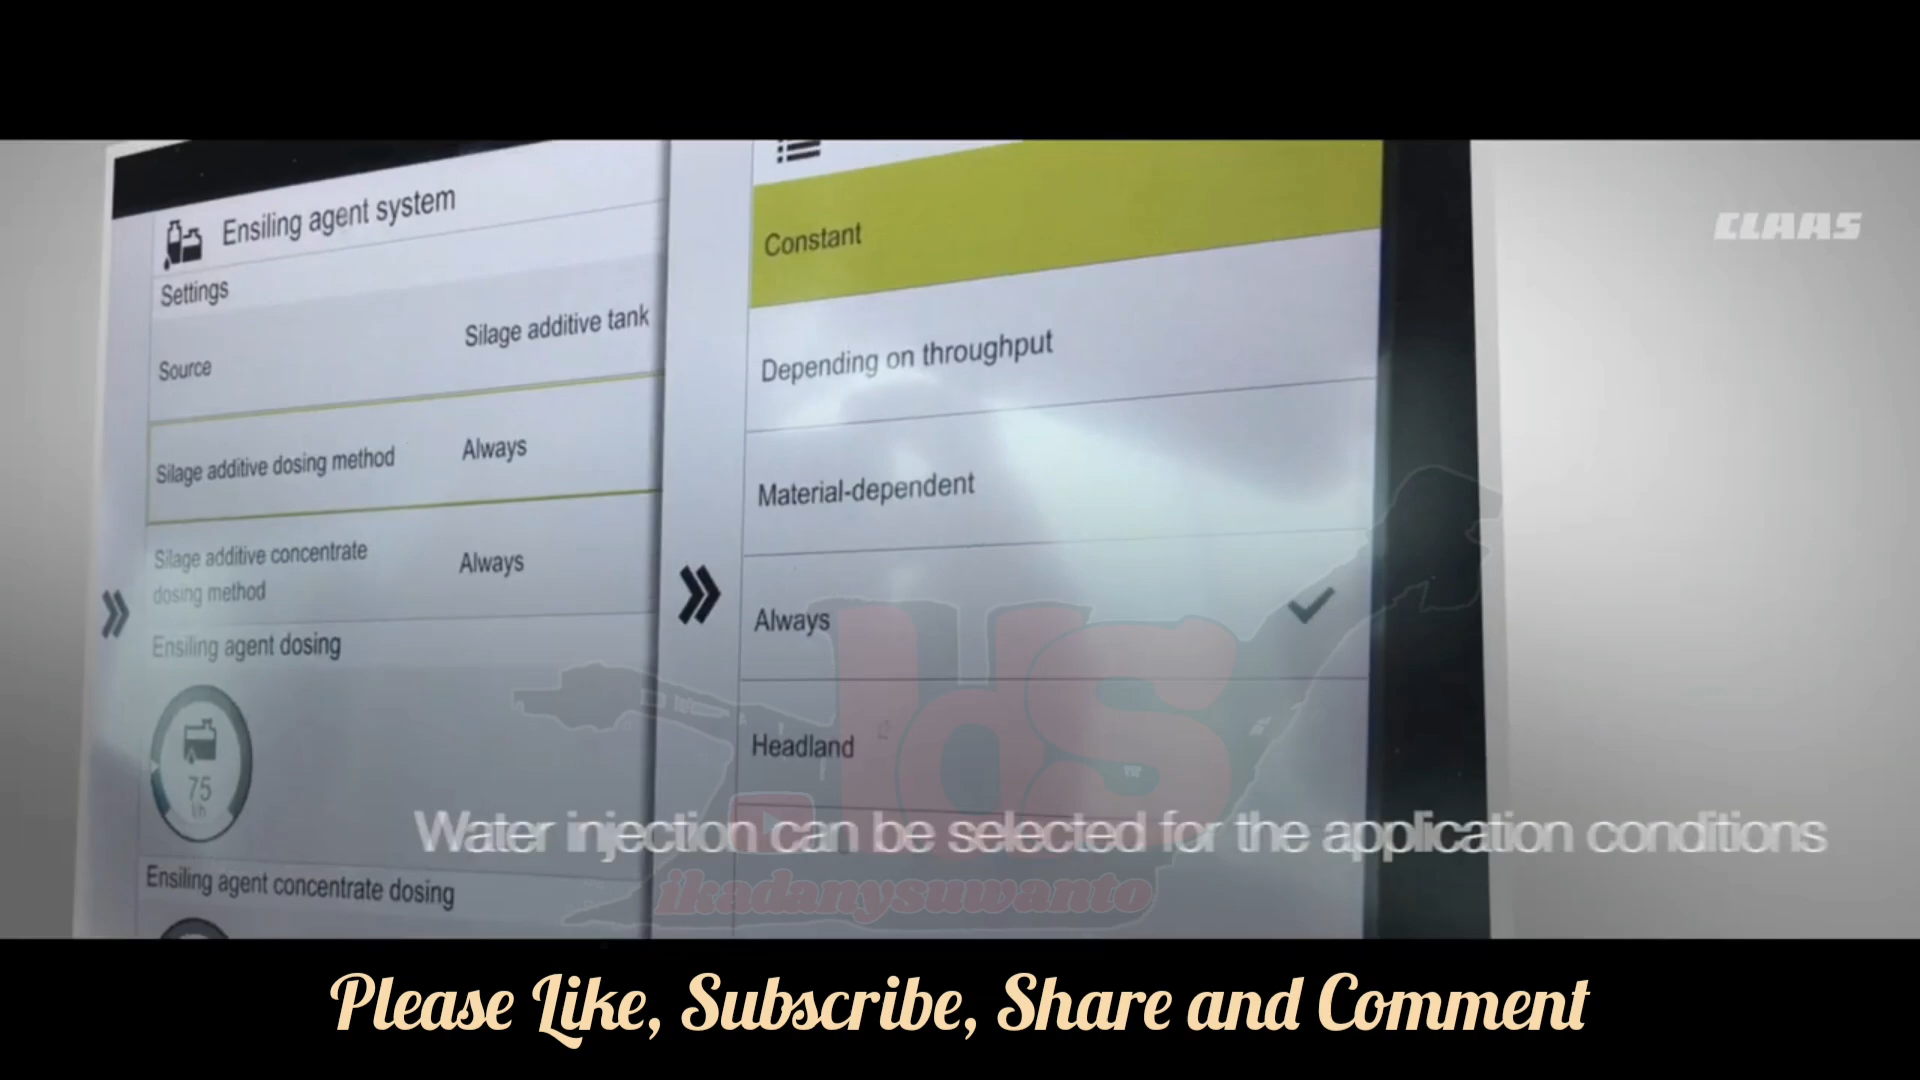 Ensiling agent system
Settings
Source
Silage additive tank
Silage additive dosing method
Always
Silage additive concentrate
dosing method
Always
Ensiling agent dosing
75
l/h
Ensiling agent concentrate dosing
Constant
Depending on throughput
Material-dependent
Always
Headland
CLAAS
IdS
ikadanysuwanto
Water injection can be selected for the application conditions
Please Like, Subscribe, Share and Comment